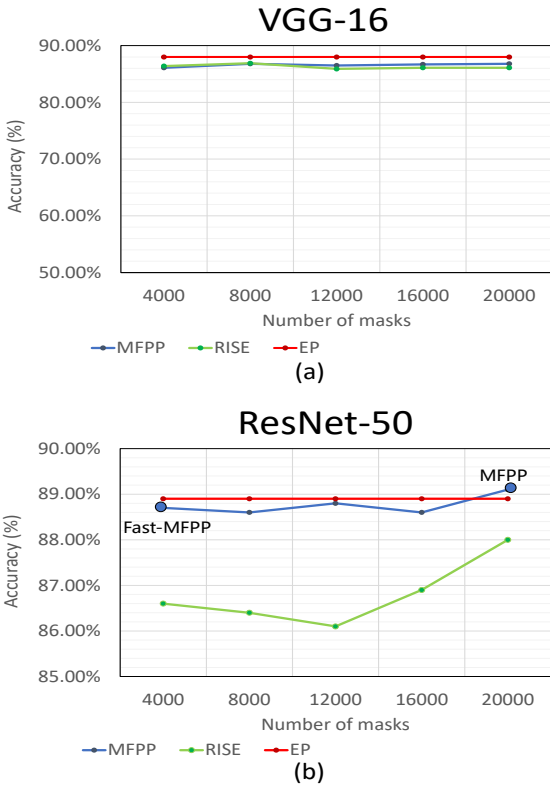 VGG-16
90.00%
80.00%
70.00%
60.00%
50.00%
Accuracy (%)
4000 8000 12000 16000 20000
Number of masks
MFPP RISE EP
(a)
ResNet-50
90.00%
89.00%
88.00%
87.00%
86.00%
85.00%
Accuracy (%)
MFPP
Fast-MFPP
4000 8000 12000 16000 20000
Number of masks
MFPP RISE EP
(b)